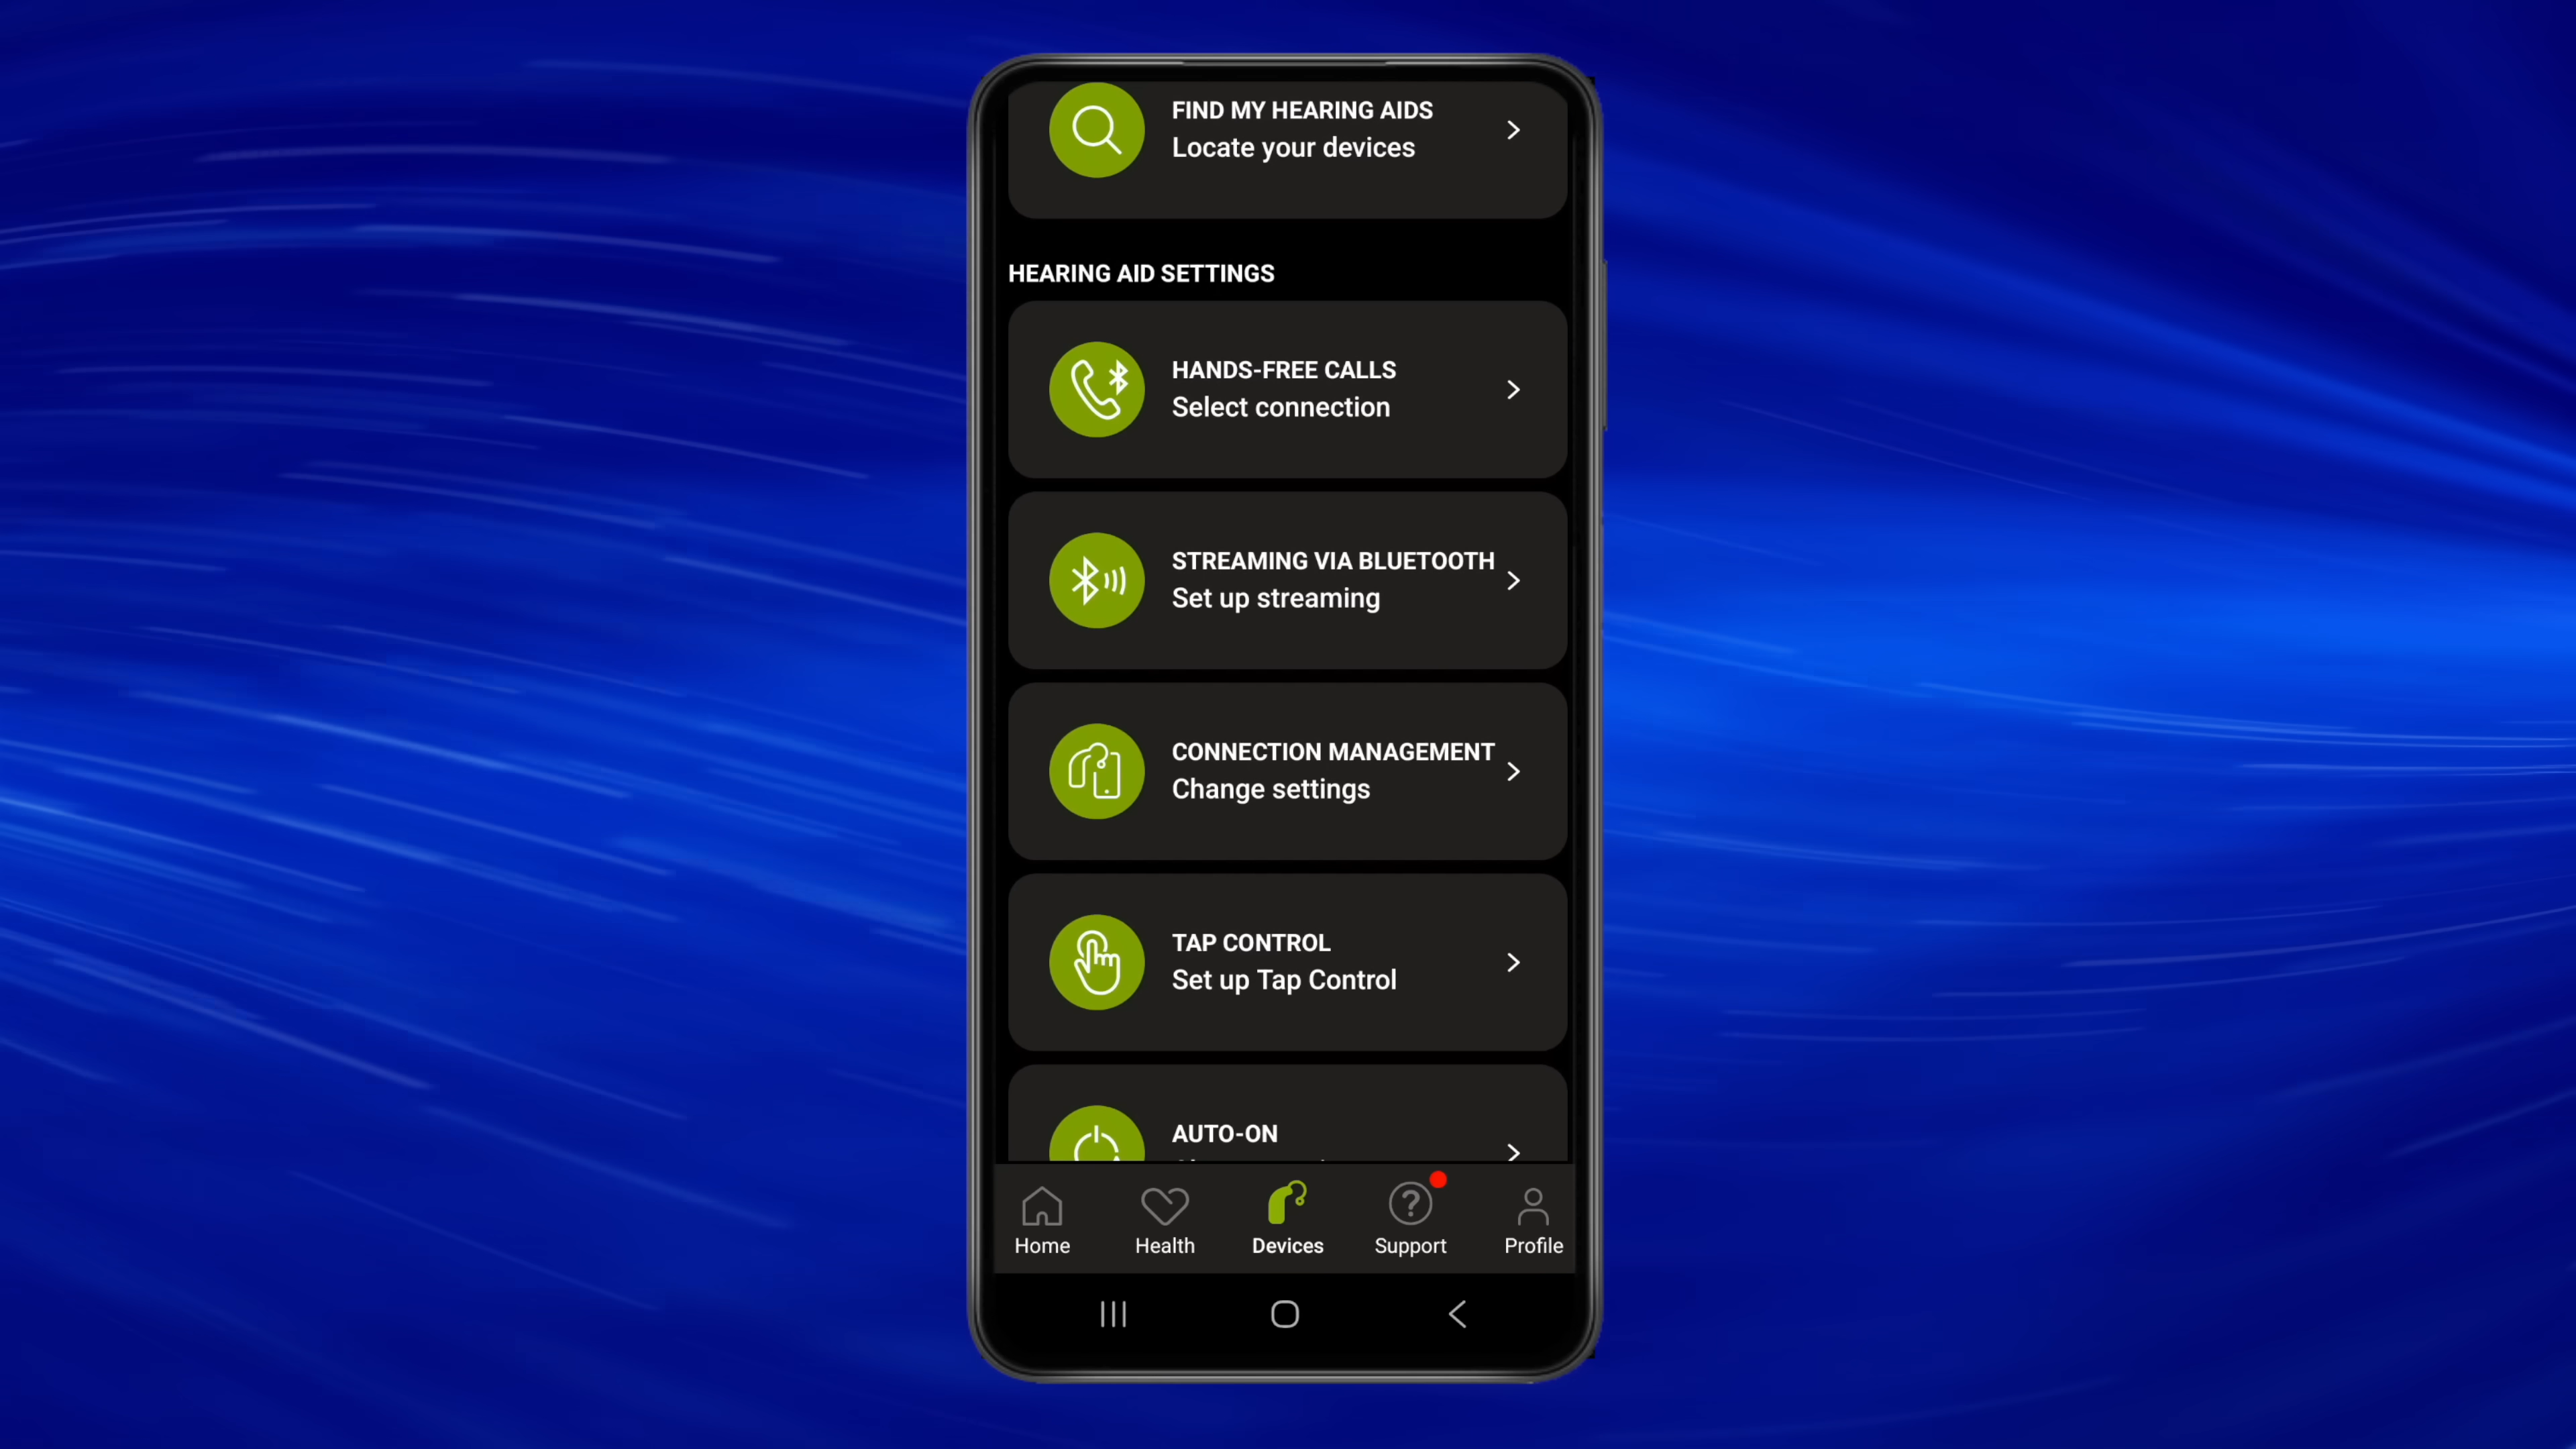 FIND MY HEARING AIDS
Locate your devices
HEARING AID SETTINGS
HANDS-FREE CALLS
Select connection
STREAMING VIA BLUETOOTH
Set up streaming
CONNECTION MANAGEMENT
Change settings
TAP CONTROL
Set up Tap Control
AUTO-ON
Home
Health
Devices
Support
Profile